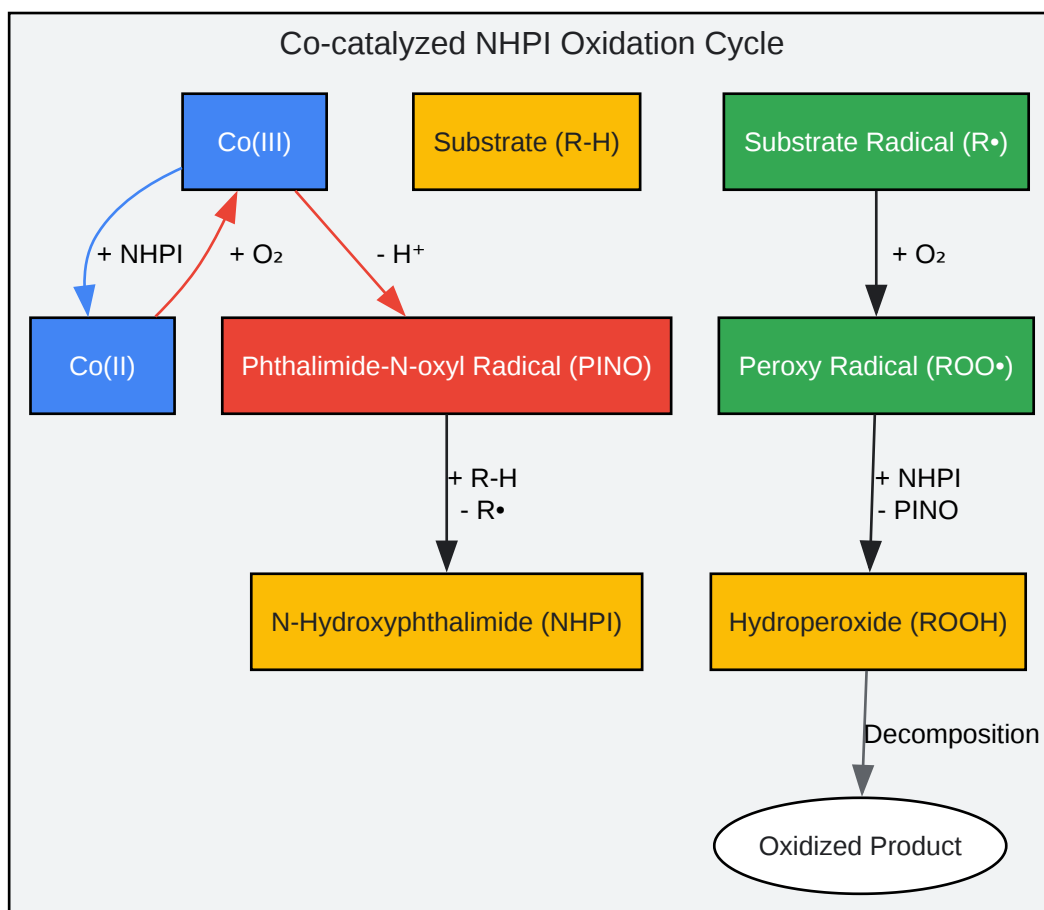 Co-catalyzed NHPI Oxidation Cycle
Co(III)
Substrate (R-H)
Substrate Radical (R•)
+ NHPI
+ O₂
- H⁺
+ O₂
Co(II)
Phthalimide-N-oxyl Radical (PINO)
Peroxy Radical (ROO•)
+ R-H
- R•
+ NHPI
- PINO
N-Hydroxyphthalimide (NHPI)
Hydroperoxide (ROOH)
Decomposition
Oxidized Product